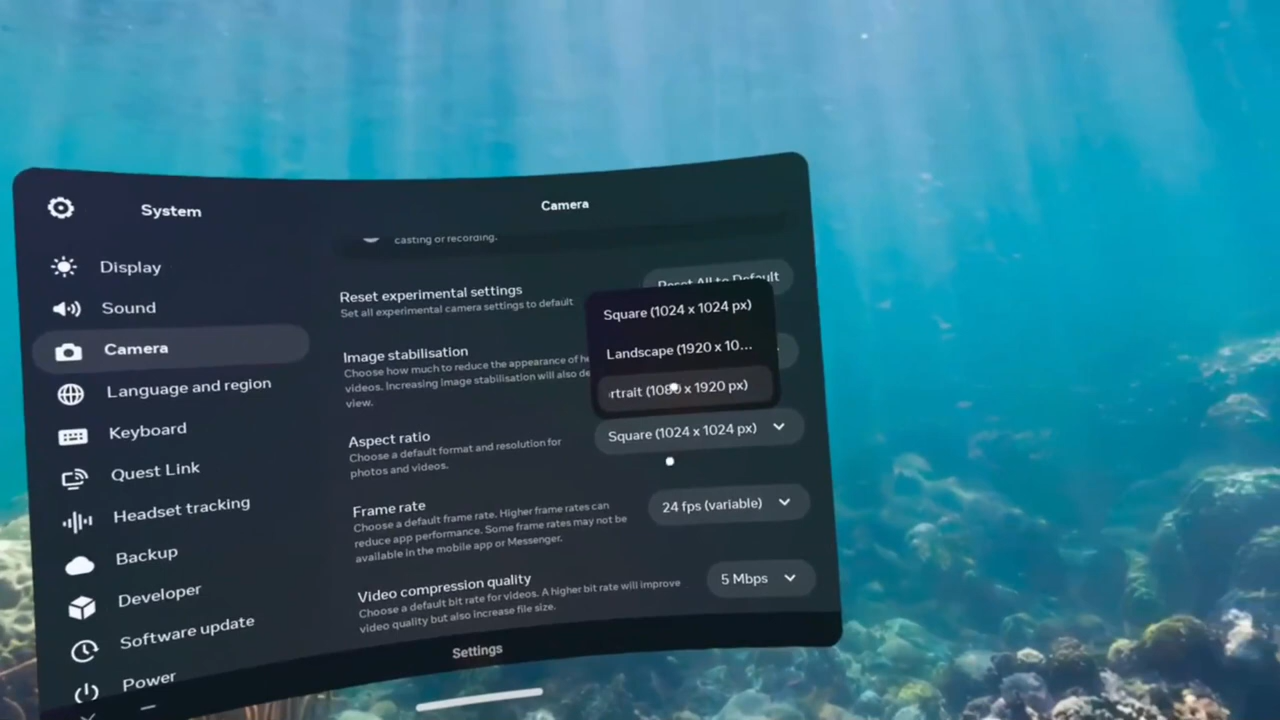 System
Camera
Display
Sound
Camera
Language and region
Keyboard
Quest Link
Headset tracking
Backup
Developer
Software update
Power
casting or recording.
Reset experimental settings
Set all experimental camera settings to default
Reset All to Default
Image stabilisation
Choose how much to reduce the appearance of
videos. Increasing image stabilisation will also
view.
Square (1024 x 1024 px)
Landscape (1920 x 10...
rtrait (1080 x 1920 px)
Aspect ratio
Choose a default format and resolution for
photos and videos.
Square (1024 x 1024 px)
Frame rate
Choose a default frame rate. Higher frame rates can
reduce app performance. Some frame rates may not be
available in the mobile app or Messenger.
24 fps (variable)
Video compression quality
Choose a default bit rate for videos. A higher bit rate will improve
video quality but also increase file size.
5 Mbps
Settings